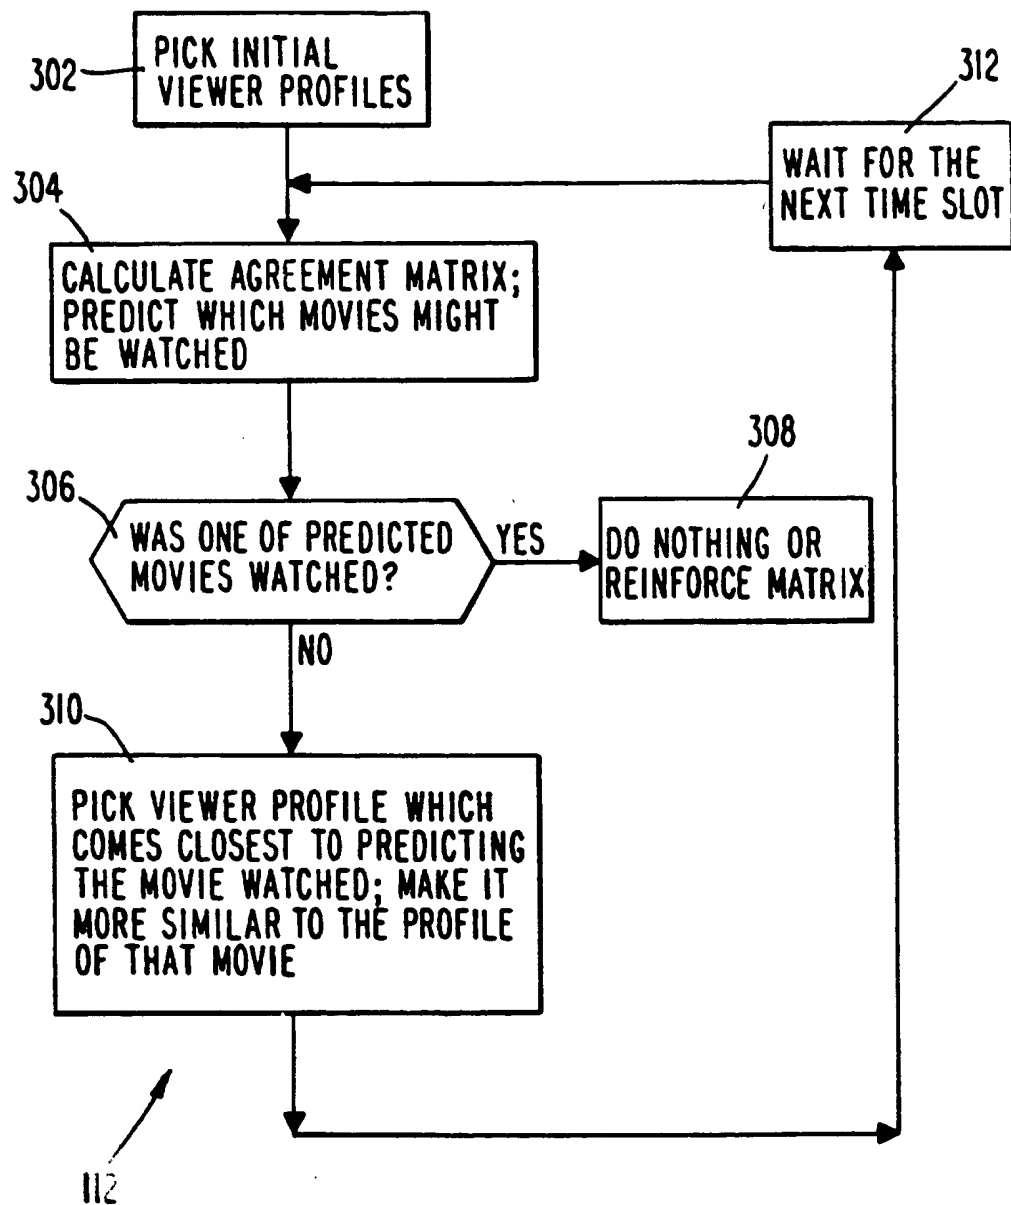 302
PICK INITIAL
VIEWER PROFILES
312
WAIT FOR THE
NEXT TIME SLOT
304
CALCULATE AGREEMENT MATRIX;
PREDICT WHICH MOVIES MIGHT
BE WATCHED
306
WAS ONE OF PREDICTED
MOVIES WATCHED?
YES
308
DO NOTHING OR
REINFORCE MATRIX
NO
310
PICK VIEWER PROFILE WHICH
COMES CLOSEST TO PREDICTING
THE MOVIE WATCHED; MAKE IT
MORE SIMILAR TO THE PROFILE
OF THAT MOVIE
112